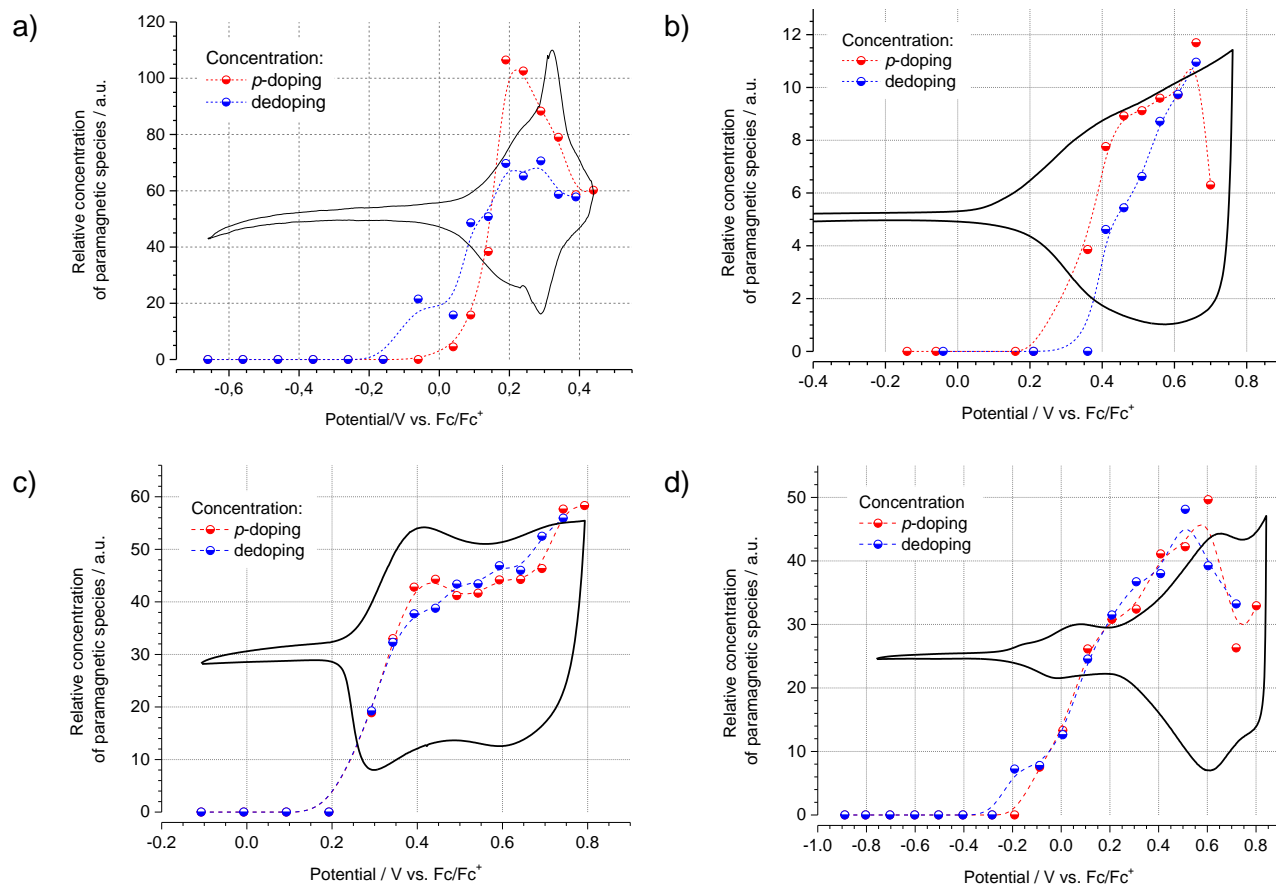 a)
120
100
80
60
40
20
0
Relative concentration
of paramagnetic species / a.u.
Concentration:
p-doping
dedoping
-0,6 -0,4 -0,2 0,0 0,2 0,4
Potential/V vs. Fc/Fc+
b)
12
10
8
6
4
2
0
Relative concentration
of paramagnetic species / a.u.
Concentration:
p-doping
dedoping
-0.4 -0.2 0.0 0.2 0.4 0.6 0.8
Potential / V vs. Fc/Fc+
c)
60
50
40
30
20
10
0
Relative concentration
of paramagnetic species / a.u.
Concentration:
p-doping
dedoping
-0.2 0.0 0.2 0.4 0.6 0.8
Potential / V vs. Fc/Fc+
d)
50
40
30
20
10
0
Relative concentration
of paramagnetic species / a.u.
Concentration
p-doping
dedoping
-1.0 -0.8 -0.6 -0.4 -0.2 0.0 0.2 0.4 0.6 0.8
Potential / V vs. Fc/Fc+